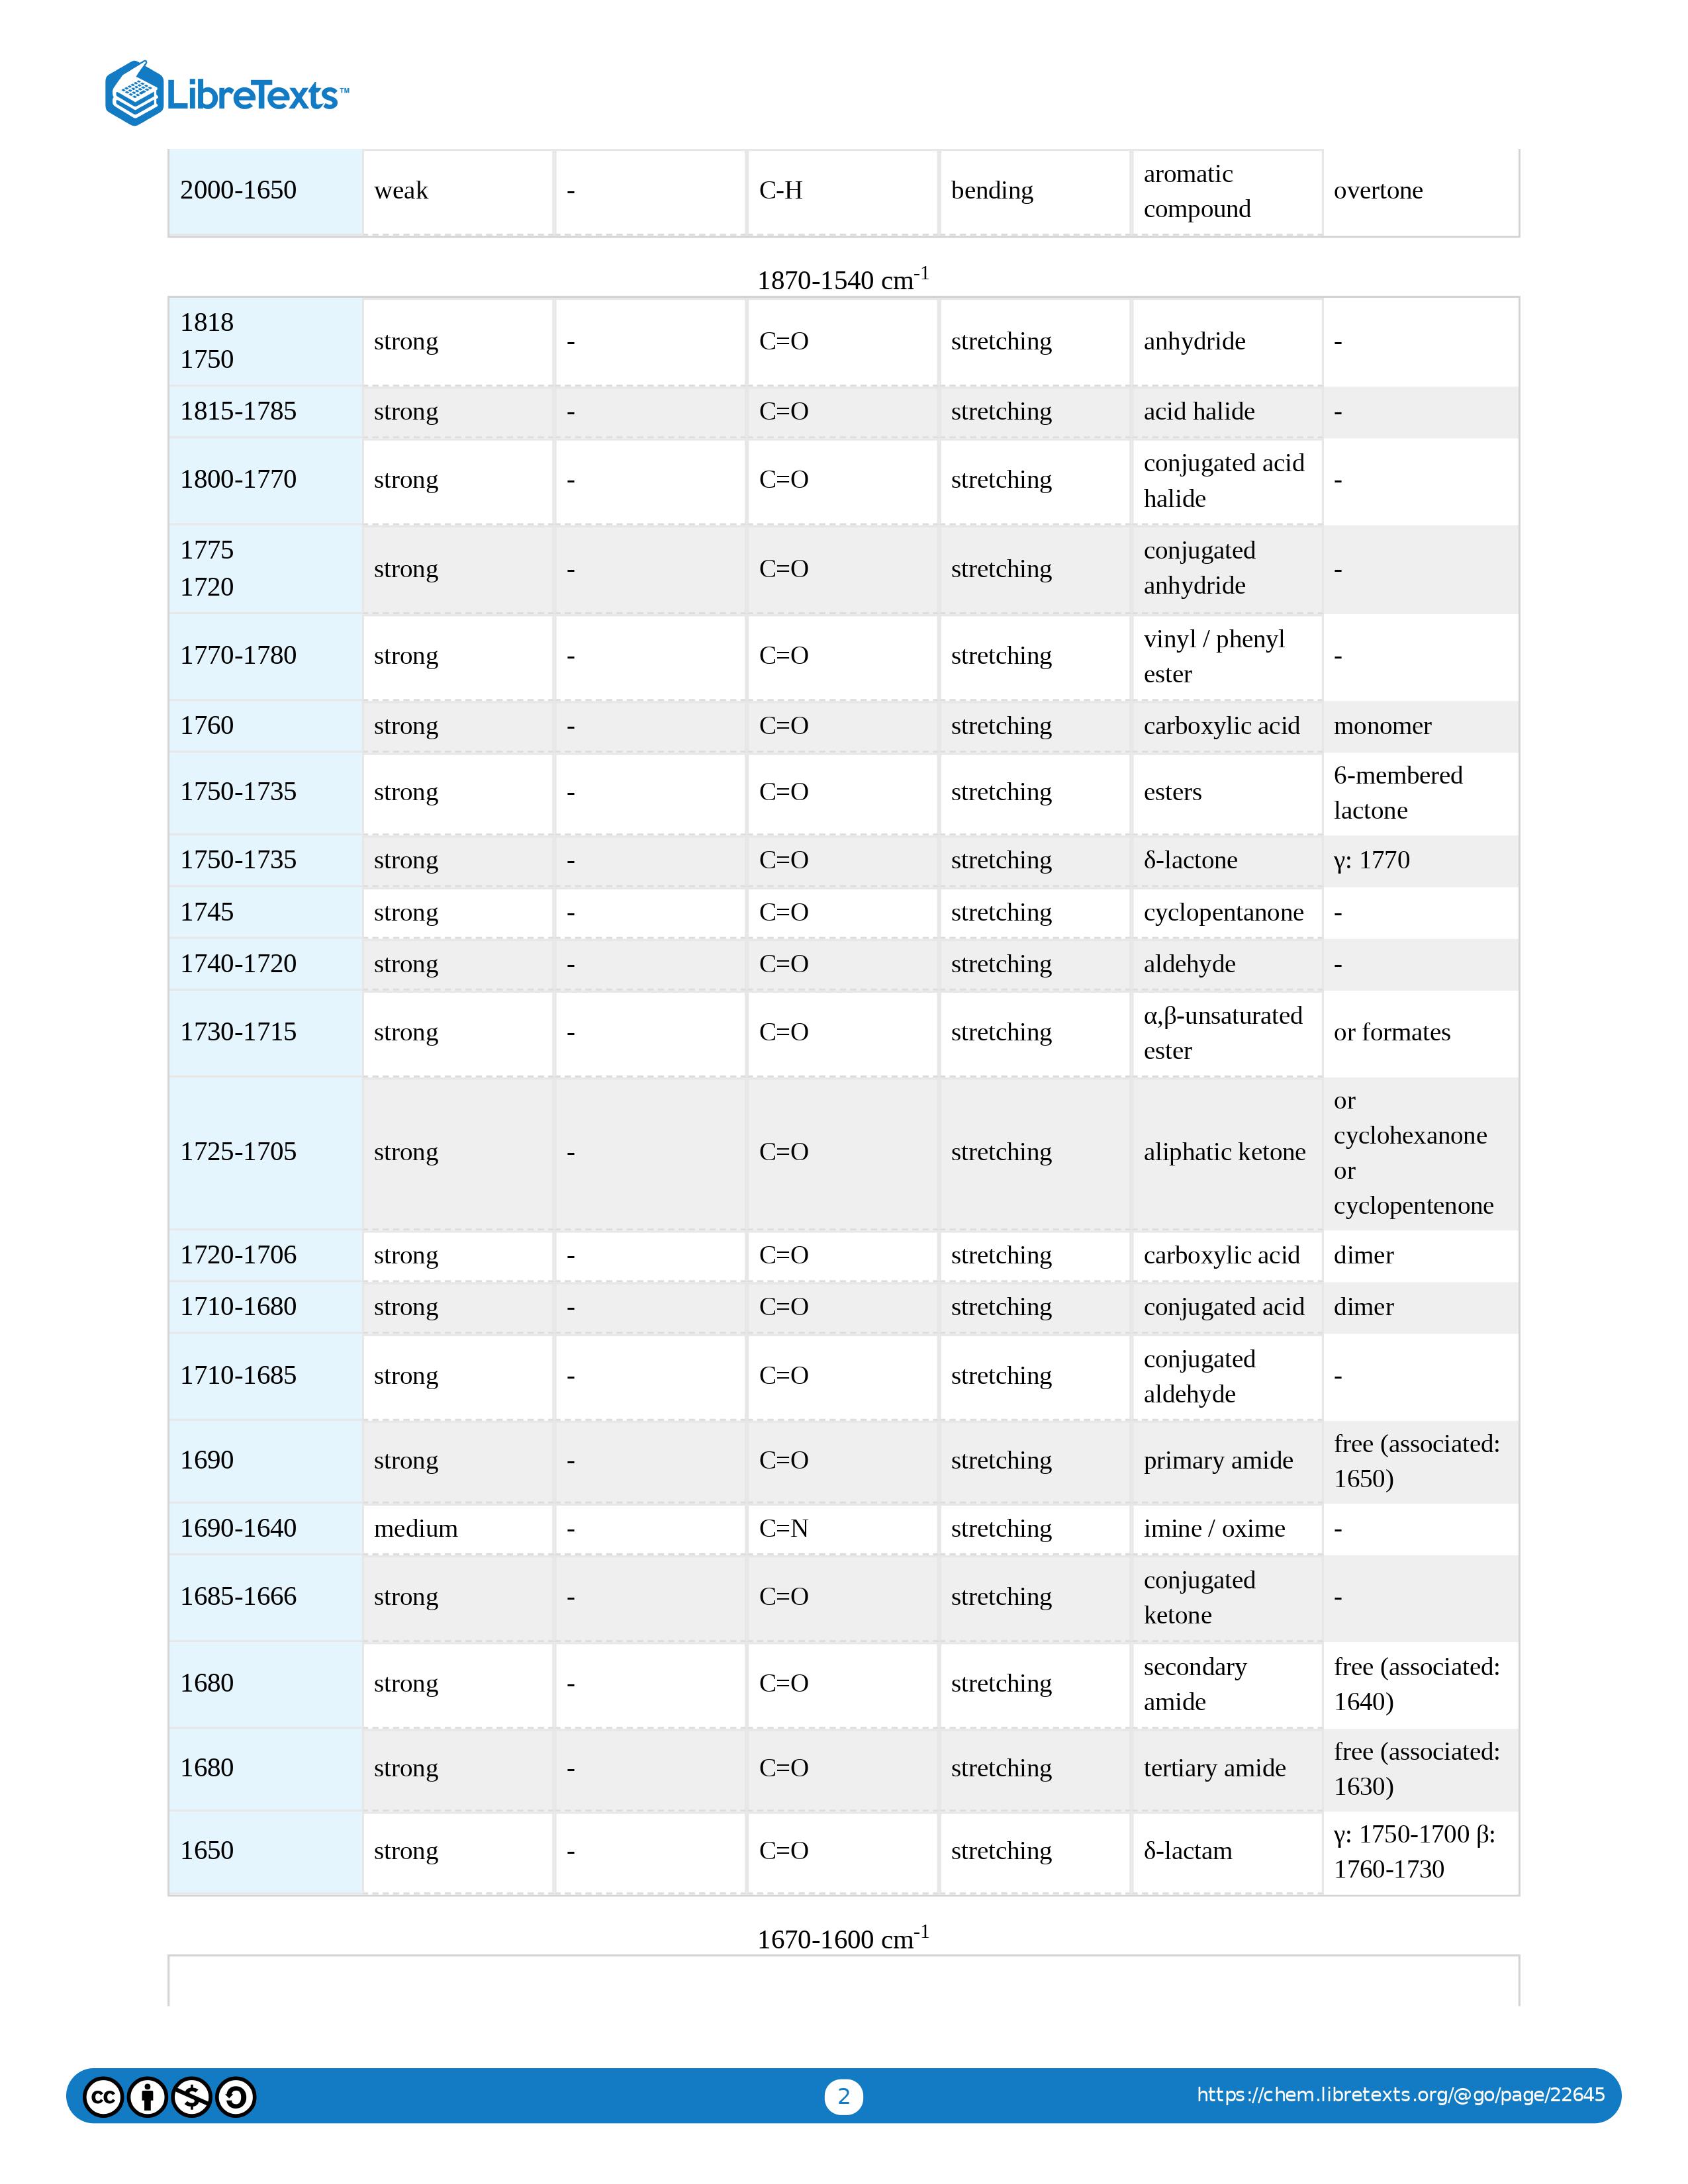 LibreTexts™
2000-1650 weak - C-H bending aromatic compound overtone
1870-1540 cm-1
1818 1750 strong - C=O stretching anhydride -
1815-1785 strong - C=O stretching acid halide -
1800-1770 strong - C=O stretching conjugated acid halide -
1775 1720 strong - C=O stretching conjugated anhydride -
1770-1780 strong - C=O stretching vinyl / phenyl ester -
1760 strong - C=O stretching carboxylic acid monomer
1750-1735 strong - C=O stretching esters 6-membered lactone
1750-1735 strong - C=O stretching δ-lactone γ: 1770
1745 strong - C=O stretching cyclopentanone -
1740-1720 strong - C=O stretching aldehyde -
1730-1715 strong - C=O stretching α,β-unsaturated ester or formates
1725-1705 strong - C=O stretching aliphatic ketone or cyclohexanone or cyclopentenone
1720-1706 strong - C=O stretching carboxylic acid dimer
1710-1680 strong - C=O stretching conjugated acid dimer
1710-1685 strong - C=O stretching conjugated aldehyde -
1690 strong - C=O stretching primary amide free (associated: 1650)
1690-1640 medium - C=N stretching imine / oxime -
1685-1666 strong - C=O stretching conjugated ketone -
1680 strong - C=O stretching secondary amide free (associated: 1640)
1680 strong - C=O stretching tertiary amide free (associated: 1630)
1650 strong - C=O stretching δ-lactam γ: 1750-1700 β: 1760-1730
1670-1600 cm-1
cc 2 https://chem.libretexts.org/@go/page/22645